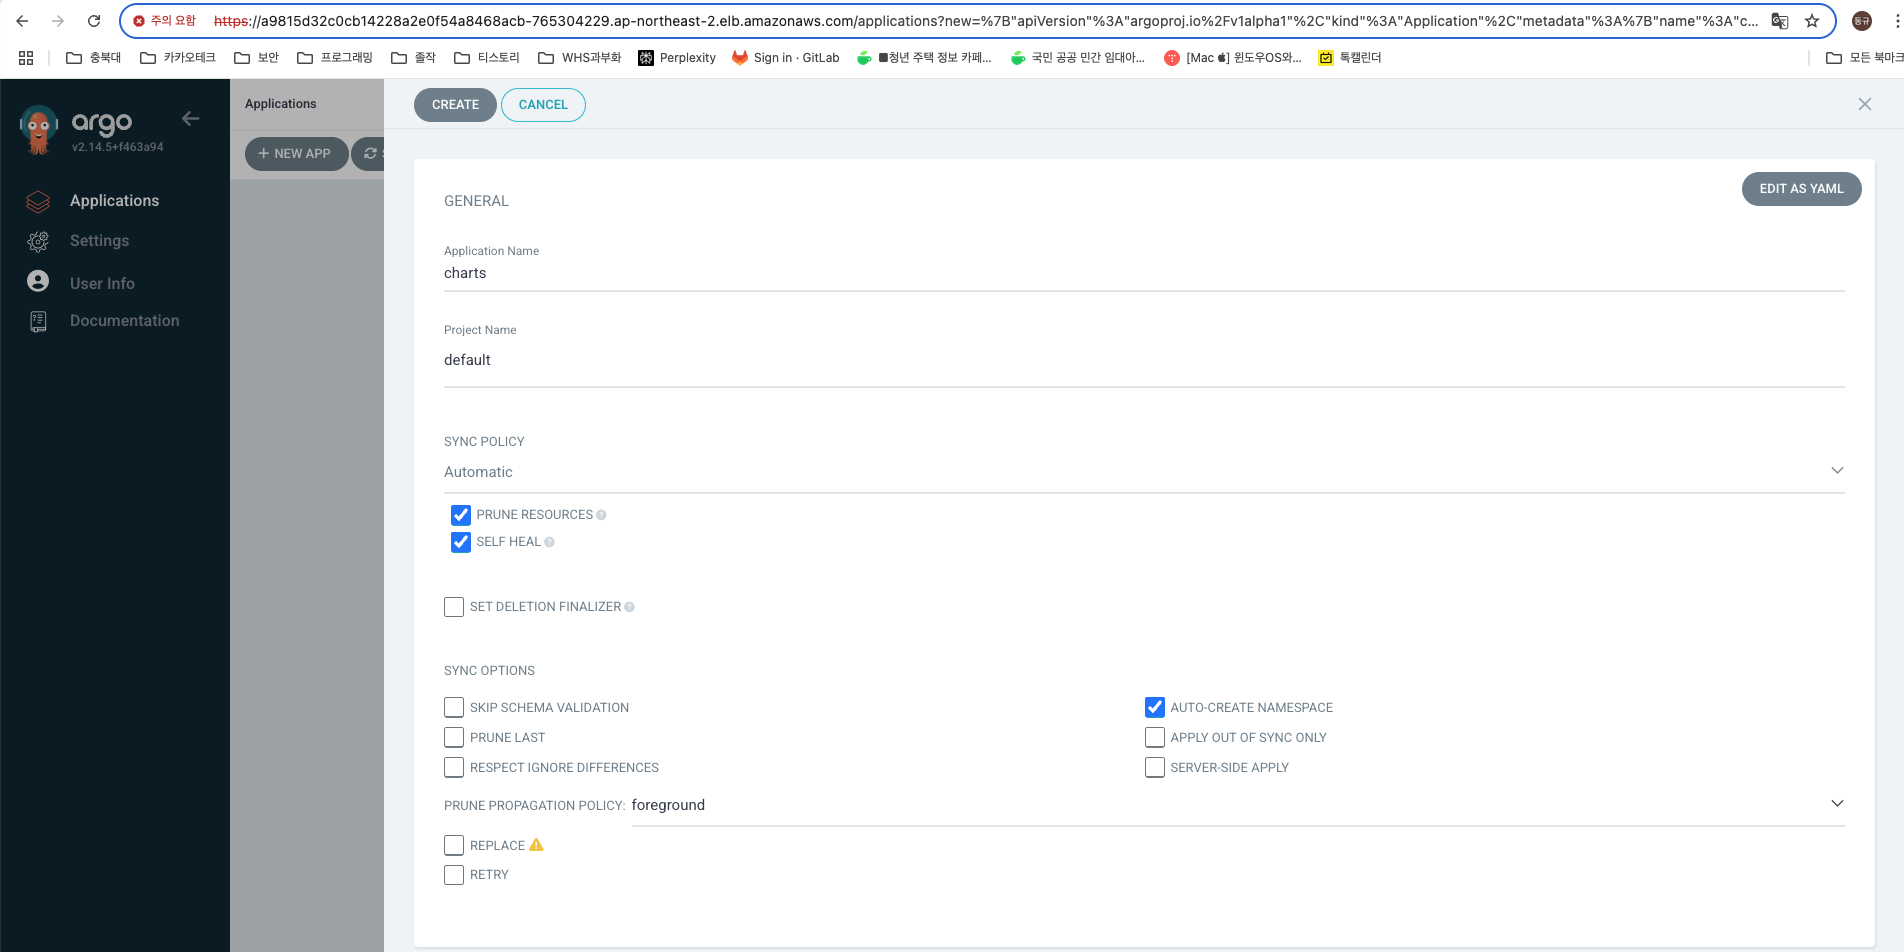 주의 요함 https://a9815d32c0cb14228a2e0f54a8468acb-765304229.ap-northeast-2.elb.amazonaws.com/applications?new=%7B"apiVersion"%3A"argoproj.io%2Fv1alpha1"%2C"kind"%3A"Application"%2C"metadata"%3A%7B"name"%3A"c... 동규
충북대 카카오테크 보안 프로그래밍 졸작 티스토리 WHS과부화 Perplexity Sign in · GitLab ■청년 주택 정보 카페... 국민 공공 민간 임대아... [Mac ] 윈도우OS와... 톡캘린더 모든 북마크
argo
v2.14.5+f463a94
Applications
Settings
User Info
Documentation
Applications
+ NEW APP
CREATE CANCEL
EDIT AS YAML
GENERAL
Application Name
charts
Project Name
default
SYNC POLICY
Automatic
PRUNE RESOURCES
SELF HEAL
SET DELETION FINALIZER
SYNC OPTIONS
SKIP SCHEMA VALIDATION AUTO-CREATE NAMESPACE
PRUNE LAST APPLY OUT OF SYNC ONLY
RESPECT IGNORE DIFFERENCES SERVER-SIDE APPLY
PRUNE PROPAGATION POLICY: foreground
REPLACE
RETRY